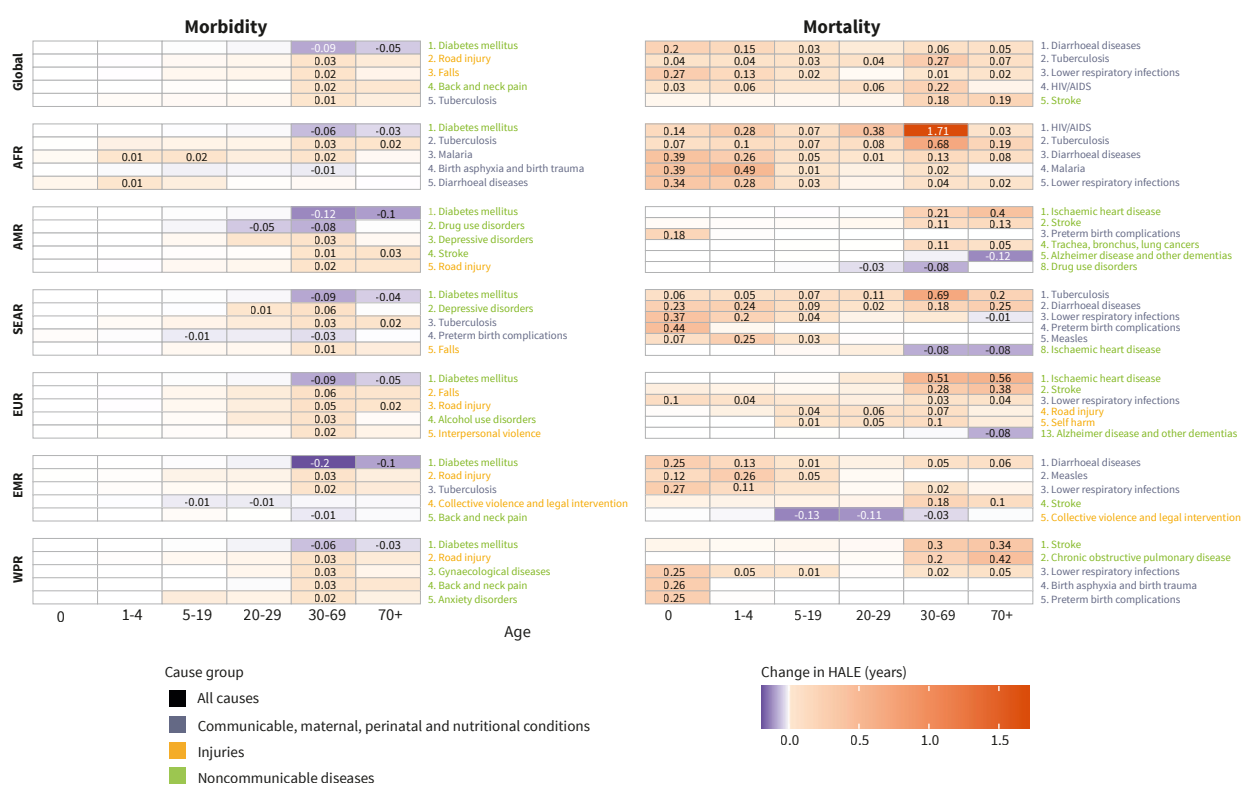 Morbidity
Global
-0.09 -0.05 1. Diabetes mellitus
0.03 2. Road injury
0.02 3. Falls
0.02 4. Back and neck pain
0.01 5. Tuberculosis
AFR
-0.06 -0.03 1. Diabetes mellitus
0.03 0.02 2. Tuberculosis
0.01 0.02 0.02 3. Malaria
-0.01 4. Birth asphyxia and birth trauma
0.01 5. Diarrhoeal diseases
AMR
-0.12 -0.1 1. Diabetes mellitus
-0.05 -0.08 2. Drug use disorders
0.03 3. Depressive disorders
0.01 0.03 4. Stroke
0.02 5. Road injury
SEAR
-0.09 -0.04 1. Diabetes mellitus
0.01 0.06 2. Depressive disorders
0.03 0.02 3. Tuberculosis
-0.01 -0.03 4. Preterm birth complications
0.01 5. Falls
EUR
-0.09 -0.05 1. Diabetes mellitus
0.06 2. Falls
0.05 0.02 3. Road injury
0.03 4. Alcohol use disorders
0.02 5. Interpersonal violence
EMR
-0.2 -0.1 1. Diabetes mellitus
0.03 2. Road injury
0.02 3. Tuberculosis
-0.01 -0.01 4. Collective violence and legal intervention
-0.01 5. Back and neck pain
WPR
-0.06 -0.03 1. Diabetes mellitus
0.03 2. Road injury
0.03 3. Gynaecological diseases
0.03 4. Back and neck pain
0.02 5. Anxiety disorders
0 1-4 5-19 20-29 30-69 70+
Age
Mortality
0.2 0.15 0.03 0.06 0.05 1. Diarrhoeal diseases
0.04 0.04 0.03 0.04 0.27 0.07 2. Tuberculosis
0.27 0.13 0.02 0.01 0.02 3. Lower respiratory infections
0.03 0.06 0.06 0.22 4. HIV/AIDS
0.18 0.19 5. Stroke
0.14 0.28 0.07 0.38 1.71 0.03 1. HIV/AIDS
0.07 0.1 0.07 0.08 0.68 0.19 2. Tuberculosis
0.39 0.26 0.05 0.01 0.13 0.08 3. Diarrhoeal diseases
0.39 0.49 0.01 0.02 4. Malaria
0.34 0.28 0.03 0.04 0.02 5. Lower respiratory infections
0.21 0.4 1. Ischaemic heart disease
0.11 0.13 2. Stroke
0.18 3. Preterm birth complications
0.11 0.05 4. Trachea, bronchus, lung cancers
-0.12 5. Alzheimer disease and other dementias
-0.03 -0.08 8. Drug use disorders
0.06 0.05 0.07 0.11 0.69 0.2 1. Tuberculosis
0.23 0.24 0.09 0.02 0.18 0.25 2. Diarrhoeal diseases
0.37 0.2 0.04 -0.01 3. Lower respiratory infections
0.44 4. Preterm birth complications
0.07 0.25 0.03 5. Measles
-0.08 -0.08 8. Ischaemic heart disease
0.51 0.56 1. Ischaemic heart disease
0.28 0.38 2. Stroke
0.1 0.04 0.03 0.04 3. Lower respiratory infections
0.04 0.06 0.07 4. Road injury
0.01 0.05 0.1 5. Self harm
-0.08 13. Alzheimer disease and other dementias
0.25 0.13 0.01 0.05 0.06 1. Diarrhoeal diseases
0.12 0.26 0.05 2. Measles
0.27 0.11 0.02 3. Lower respiratory infections
0.18 0.1 4. Stroke
-0.13 -0.11 -0.03 5. Collective violence and legal intervention
0.3 0.34 1. Stroke
0.2 0.42 2. Chronic obstructive pulmonary disease
0.25 0.05 0.01 0.02 0.05 3. Lower respiratory infections
0.26 4. Birth asphyxia and birth trauma
0.25 5. Preterm birth complications
0 1-4 5-19 20-29 30-69 70+
Cause group
All causes
Communicable, maternal, perinatal and nutritional conditions
Injuries
Noncommunicable diseases
Change in HALE (years)
0.0 0.5 1.0 1.5